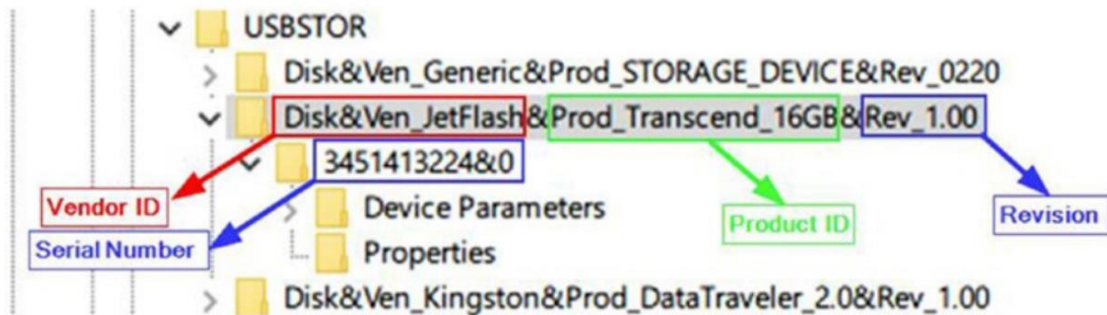 USBSTOR
Disk&Ven_Generic&Prod_STORAGE_DEVICE&Rev_0220
Disk&Ven_JetFlash&Prod_Transcend_16GB&Rev_1.00
3451413224&0
Vendor ID
Device Parameters
Product ID
Revision
Serial Number
Properties
Disk&Ven_Kingston&Prod_DataTraveler_2.0&Rev_1.00